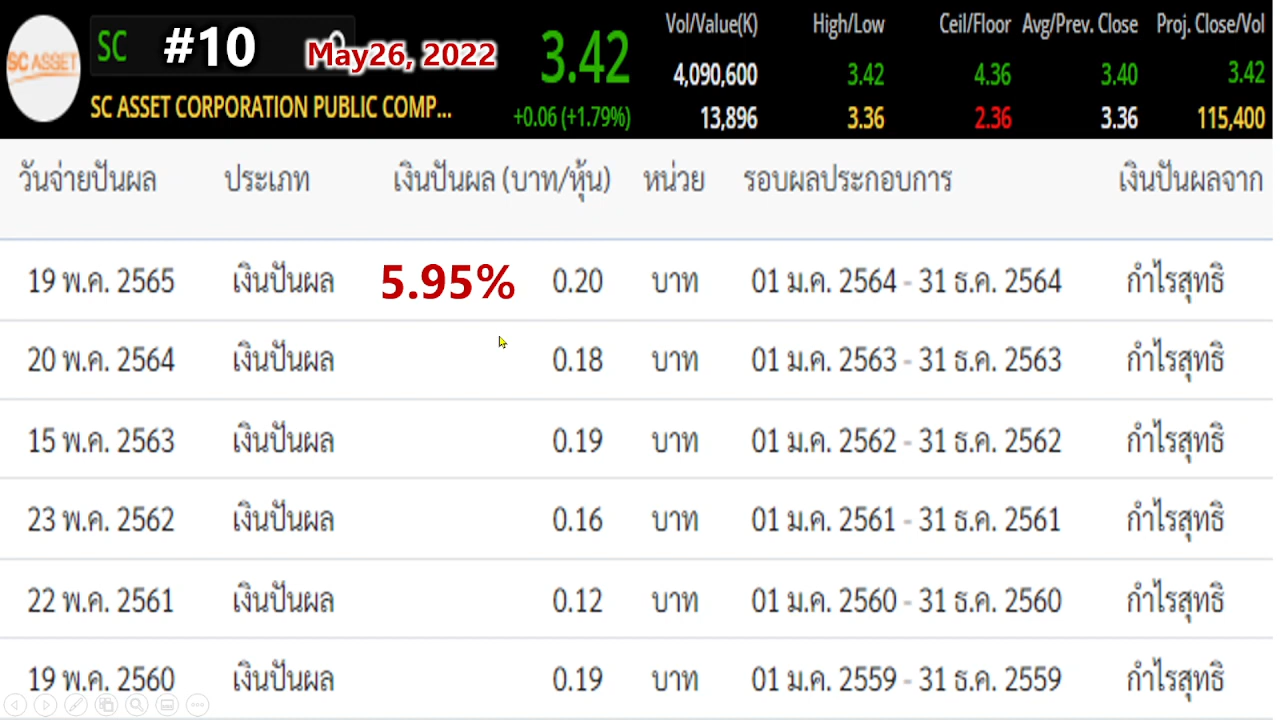 SC ASSET
SC #10 May26, 2022
SC ASSET CORPORATION PUBLIC COMP...
3.42
+0.06 (+1.79%)
Vol/Value(K) High/Low Ceil/Floor Avg/Prev. Close Proj. Close/Vol
4,090,600 3.42 4.36 3.40 3.42
13,896 3.36 2.36 3.36 115,400
วันจ่ายปันผล ประเภท เงินปันผล (บาท/หุ้น) หน่วย รอบผลประกอบการ เงินปันผลจาก
19 พ.ค. 2565 เงินปันผล 5.95% 0.20 บาท 01 ม.ค. 2564 - 31 ธ.ค. 2564 กำไรสุทธิ
20 พ.ค. 2564 เงินปันผล 0.18 บาท 01 ม.ค. 2563 - 31 ธ.ค. 2563 กำไรสุทธิ
15 พ.ค. 2563 เงินปันผล 0.19 บาท 01 ม.ค. 2562 - 31 ธ.ค. 2562 กำไรสุทธิ
23 พ.ค. 2562 เงินปันผล 0.16 บาท 01 ม.ค. 2561 - 31 ธ.ค. 2561 กำไรสุทธิ
22 พ.ค. 2561 เงินปันผล 0.12 บาท 01 ม.ค. 2560 - 31 ธ.ค. 2560 กำไรสุทธิ
19 พ.ค. 2560 เงินปันผล 0.19 บาท 01 ม.ค. 2559 - 31 ธ.ค. 2559 กำไรสุทธิ